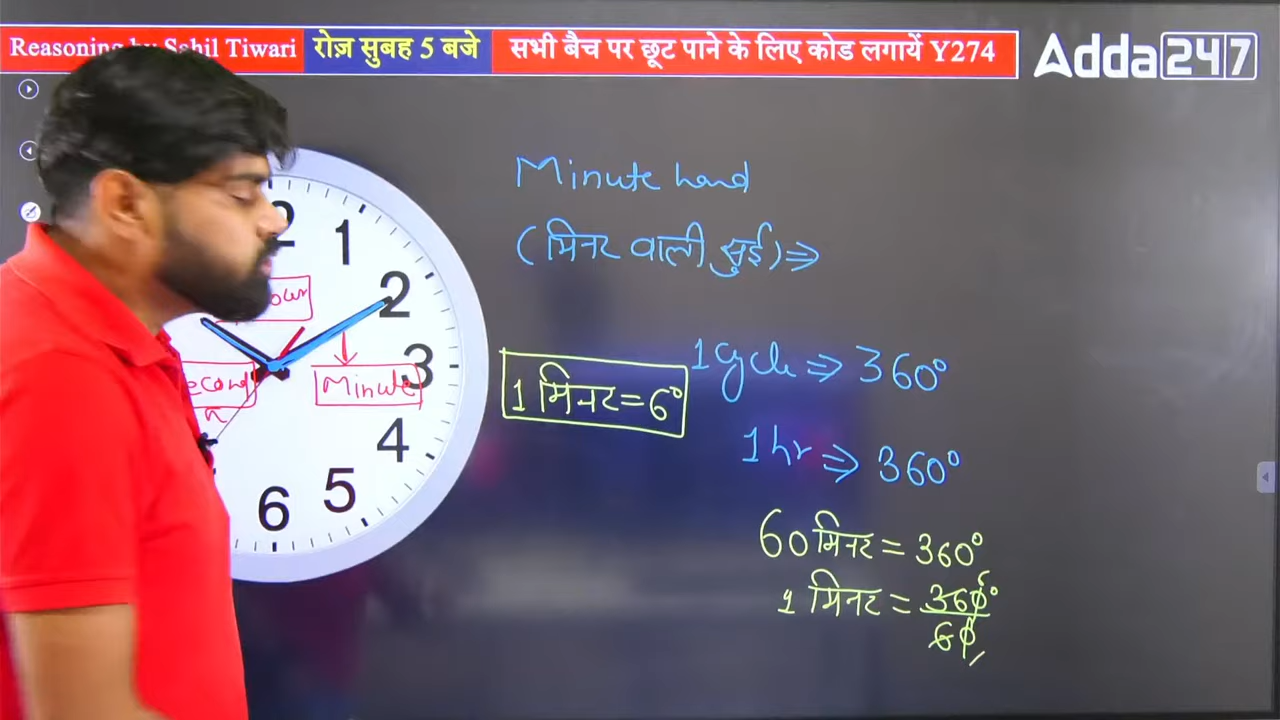 Reasoning by Sahil Tiwari
रोज़ सुबह 5 बजे
सभी बैच पर छूट पाने के लिए कोड लगायें Y274
Adda247
Minute hand
(मिनट वाली सुई) ⇒
1 Cycle ⇒ 360°
1 मिनट = 6°
1 hr ⇒ 360°
60 मिनट = 360°
1 मिनट = 360°
60
1
2
3
4
5
6
Minute